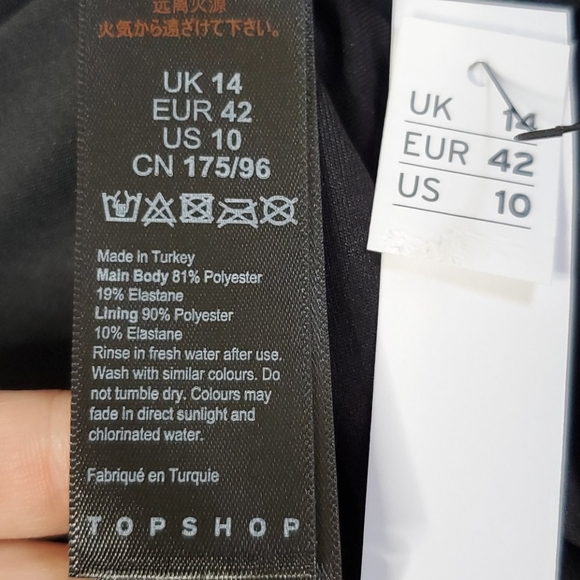 远离火源
火気から遠ざけて下さい。
UK 14
EUR 42
US 10
CN 175/96
Made in Turkey
Main Body 81% Polyester
19% Elastane
Lining 90% Polyester
10% Elastane
Rinse in fresh water after use.
Wash with similar colours. Do
not tumble dry. Colours may
fade in direct sunlight and
chlorinated water.
Fabriqué en Turquie
TOPSHOP
UK 14
EUR 42
US 10